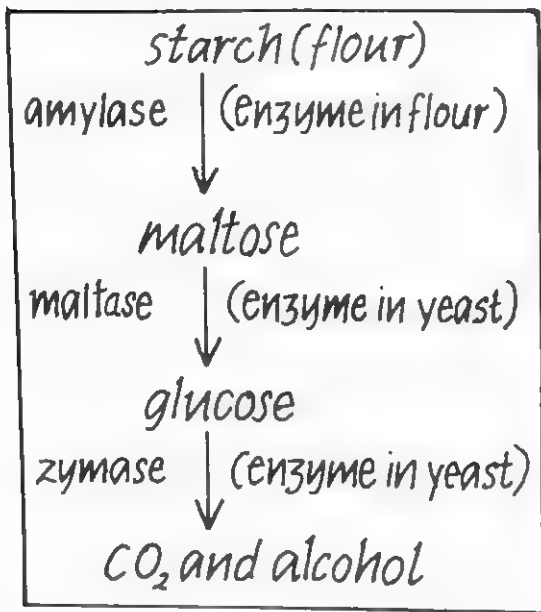 starch (flour)
amylase (enzyme in flour)
maltose
maltase (enzyme in yeast)
glucose
zymase (enzyme in yeast)
CO₂ and alcohol